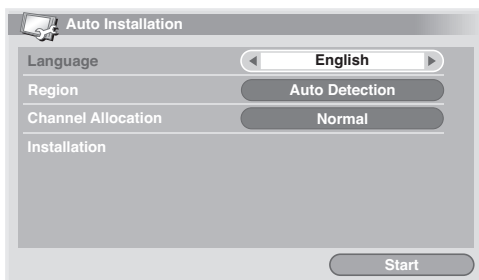 Auto Installation
Language English
Region Auto Detection
Channel Allocation Normal
Installation
Start